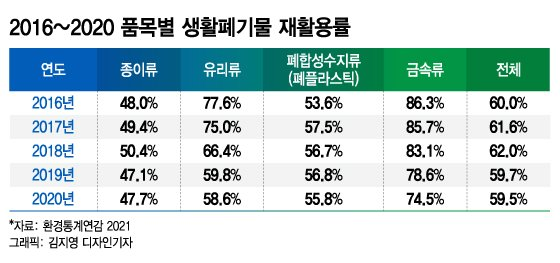 2016~2020 품목별 생활폐기물 재활용률
연도 종이류 유리류 폐합성수지류 (폐플라스틱) 금속류 전체
2016년 48.0% 77.6% 53.6% 86.3% 60.0%
2017년 49.4% 75.0% 57.5% 85.7% 61.6%
2018년 50.4% 66.4% 56.7% 83.1% 62.0%
2019년 47.1% 59.8% 56.8% 78.6% 59.7%
2020년 47.7% 58.6% 55.8% 74.5% 59.5%
*자료: 환경통계연감 2021
그래픽: 김지영 디자인기자